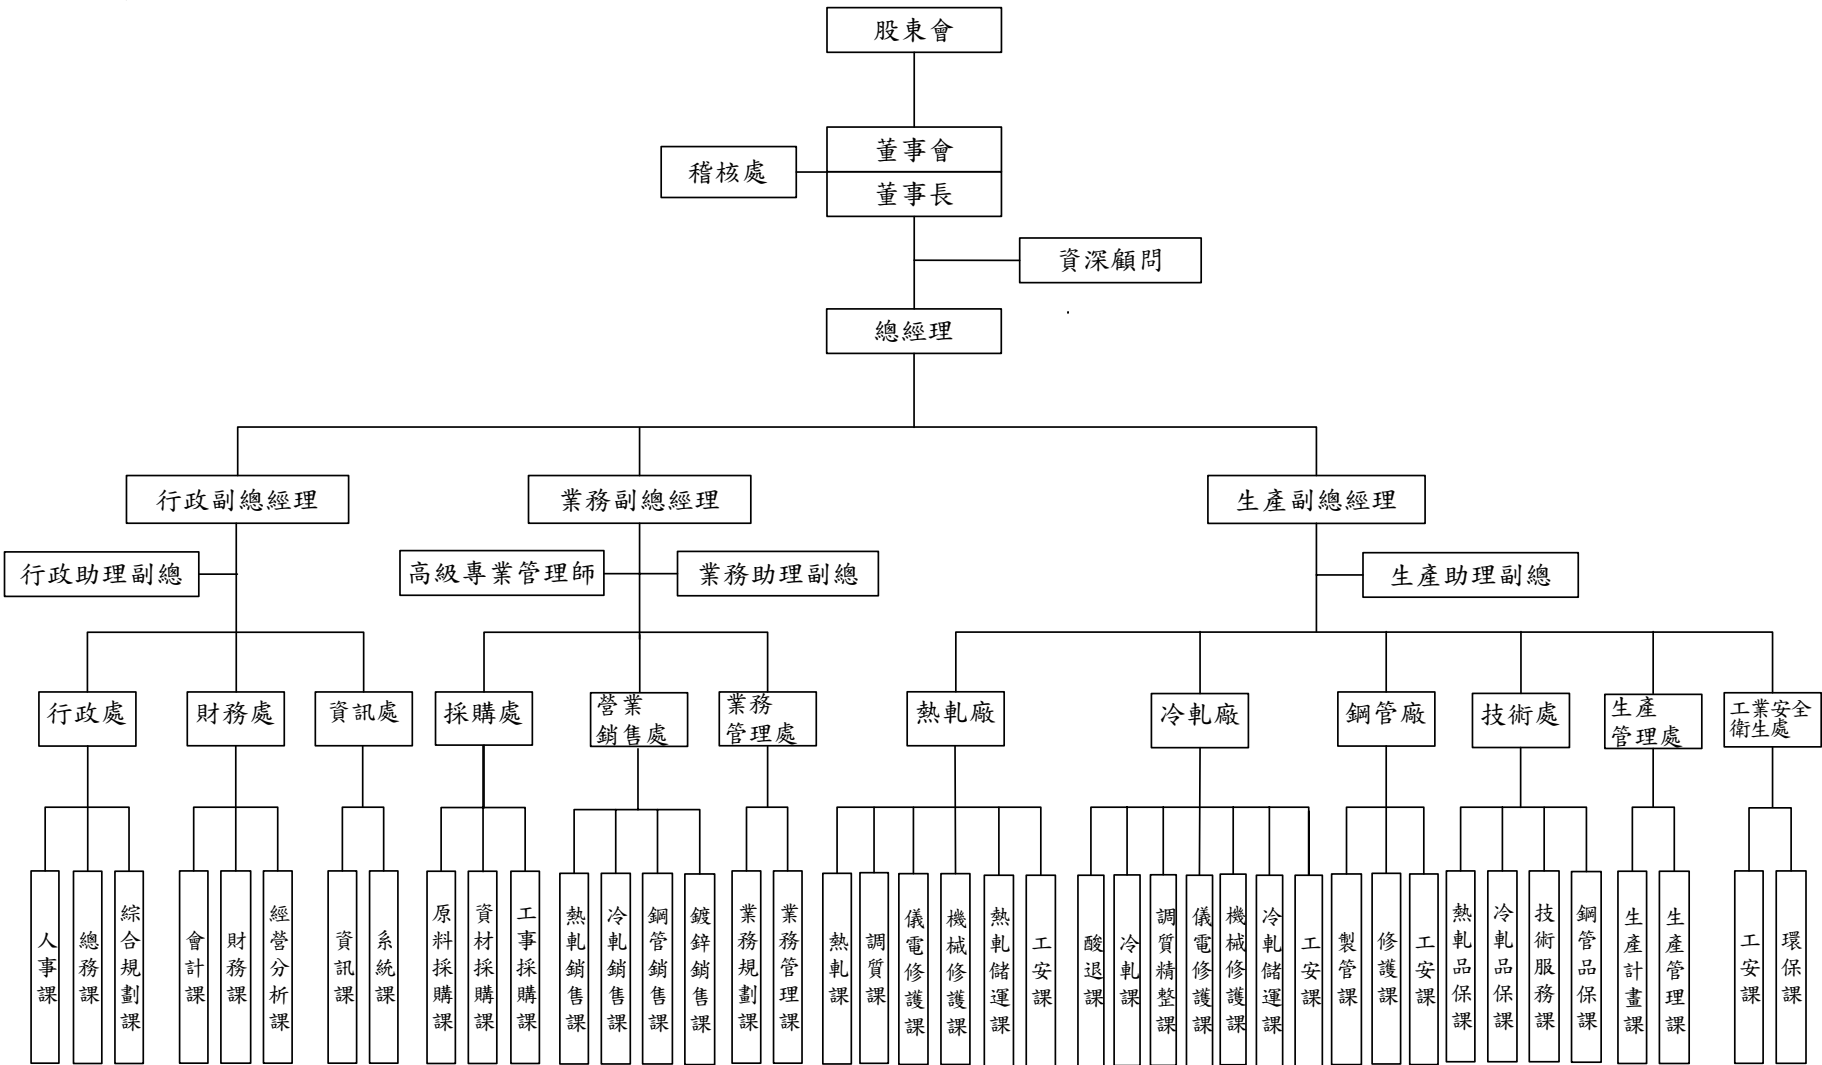 股東會
董事會
稽核處
董事長
資深顧問
總經理
行政副總經理
業務副總經理
生產副總經理
行政助理副總
高級專業管理師
業務助理副總
生產助理副總
行政處
財務處
資訊處
採購處
營業
銷售處
業務
管理處
熱軋廠
冷軋廠
鋼管廠
技術處
生產
管理處
工業安全
衛生處
人事課
總務課
綜合規劃課
會計課
財務課
經營分析課
資訊課
系統課
原料採購課
資材採購課
工事採購課
熱軋銷售課
冷軋銷售課
鋼管銷售課
鍍鋅銷售課
業務規劃課
業務管理課
熱軋課
調質課
儀電修護課
機械修護課
熱軋儲運課
工安課
酸退課
冷軋課
調質精整課
儀電修護課
機械修護課
冷軋儲運課
工安課
製管課
修護課
工安課
熱軋品保課
冷軋品保課
技術服務課
鋼管品保課
生產計畫課
生產管理課
工安課
環保課